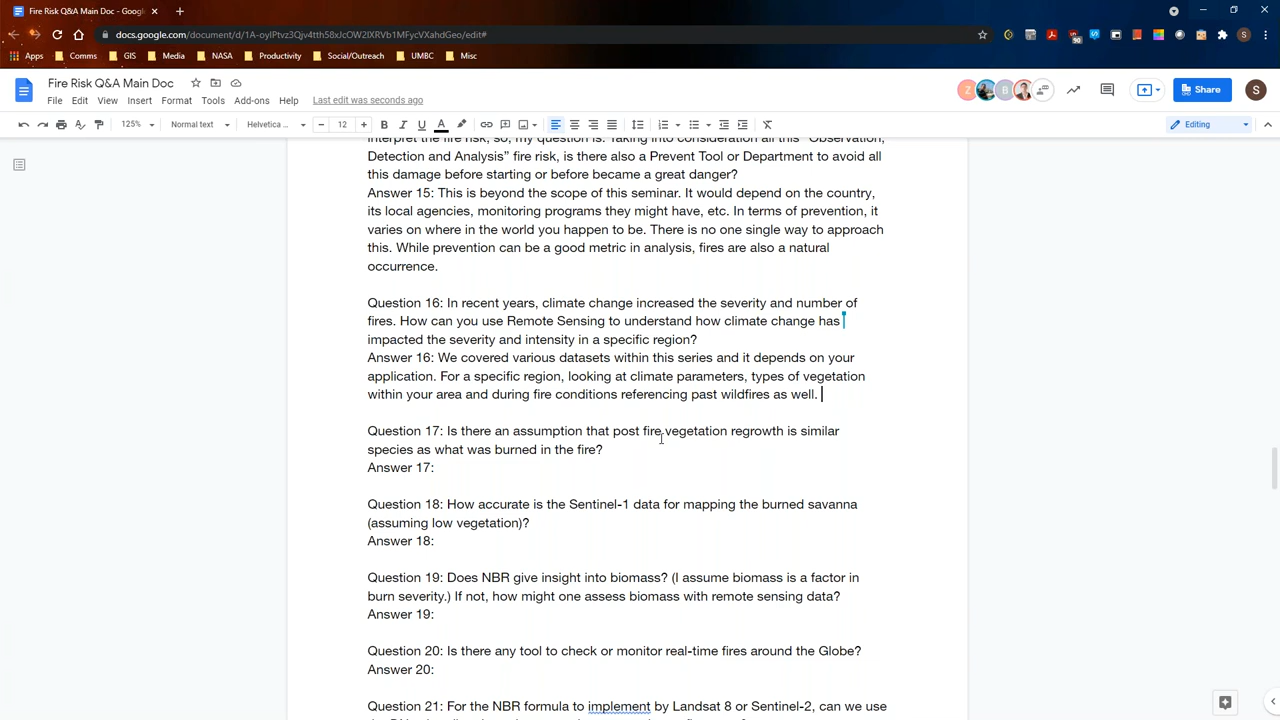 Fire Risk Q&A Main Doc - Googl
docs.google.com/document/d/1A-oylPtvz3Qjv4tth58xJcOW2lXRVb1MFycVXahdGeo/edit#
Apps Comms GIS Media NASA Productivity Social/Outreach UMBC Misc
Fire Risk Q&A Main Doc
File Edit View Insert Format Tools Add-ons Help Last edit was seconds ago
Z B Share S
125% Normal text Helvetica ... 12 B I U A Editing
interpret the fire risk, so, my question is: Taking into consideration all this "Observation,
Detection and Analysis" fire risk, is there also a Prevent Tool or Department to avoid all
this damage before starting or before became a great danger?
Answer 15: This is beyond the scope of this seminar. It would depend on the country,
its local agencies, monitoring programs they might have, etc. In terms of prevention, it
varies on where in the world you happen to be. There is no one single way to approach
this. While prevention can be a good metric in analysis, fires are also a natural
occurrence.
Question 16: In recent years, climate change increased the severity and number of
fires. How can you use Remote Sensing to understand how climate change has
impacted the severity and intensity in a specific region?
Answer 16: We covered various datasets within this series and it depends on your
application. For a specific region, looking at climate parameters, types of vegetation
within your area and during fire conditions referencing past wildfires as well.
Question 17: Is there an assumption that post fire vegetation regrowth is similar
species as what was burned in the fire?
Answer 17:
Question 18: How accurate is the Sentinel-1 data for mapping the burned savanna
(assuming low vegetation)?
Answer 18:
Question 19: Does NBR give insight into biomass? (I assume biomass is a factor in
burn severity.) If not, how might one assess biomass with remote sensing data?
Answer 19:
Question 20: Is there any tool to check or monitor real-time fires around the Globe?
Answer 20:
Question 21: For the NBR formula to implement by Landsat 8 or Sentinel-2, can we use